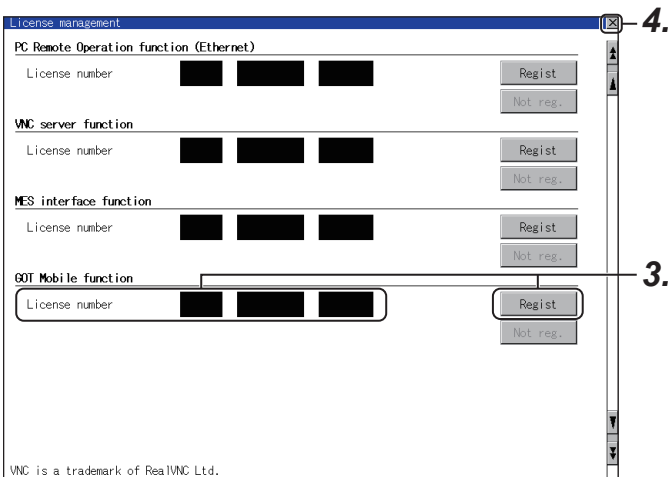 License management
4.
PC Remote Operation function (Ethernet)
License number
Regist
Not reg.
VNC server function
License number
Regist
Not reg.
MES interface function
License number
Regist
Not reg.
GOT Mobile function
3.
License number
Regist
Not reg.
VNC is a trademark of RealVNC Ltd.